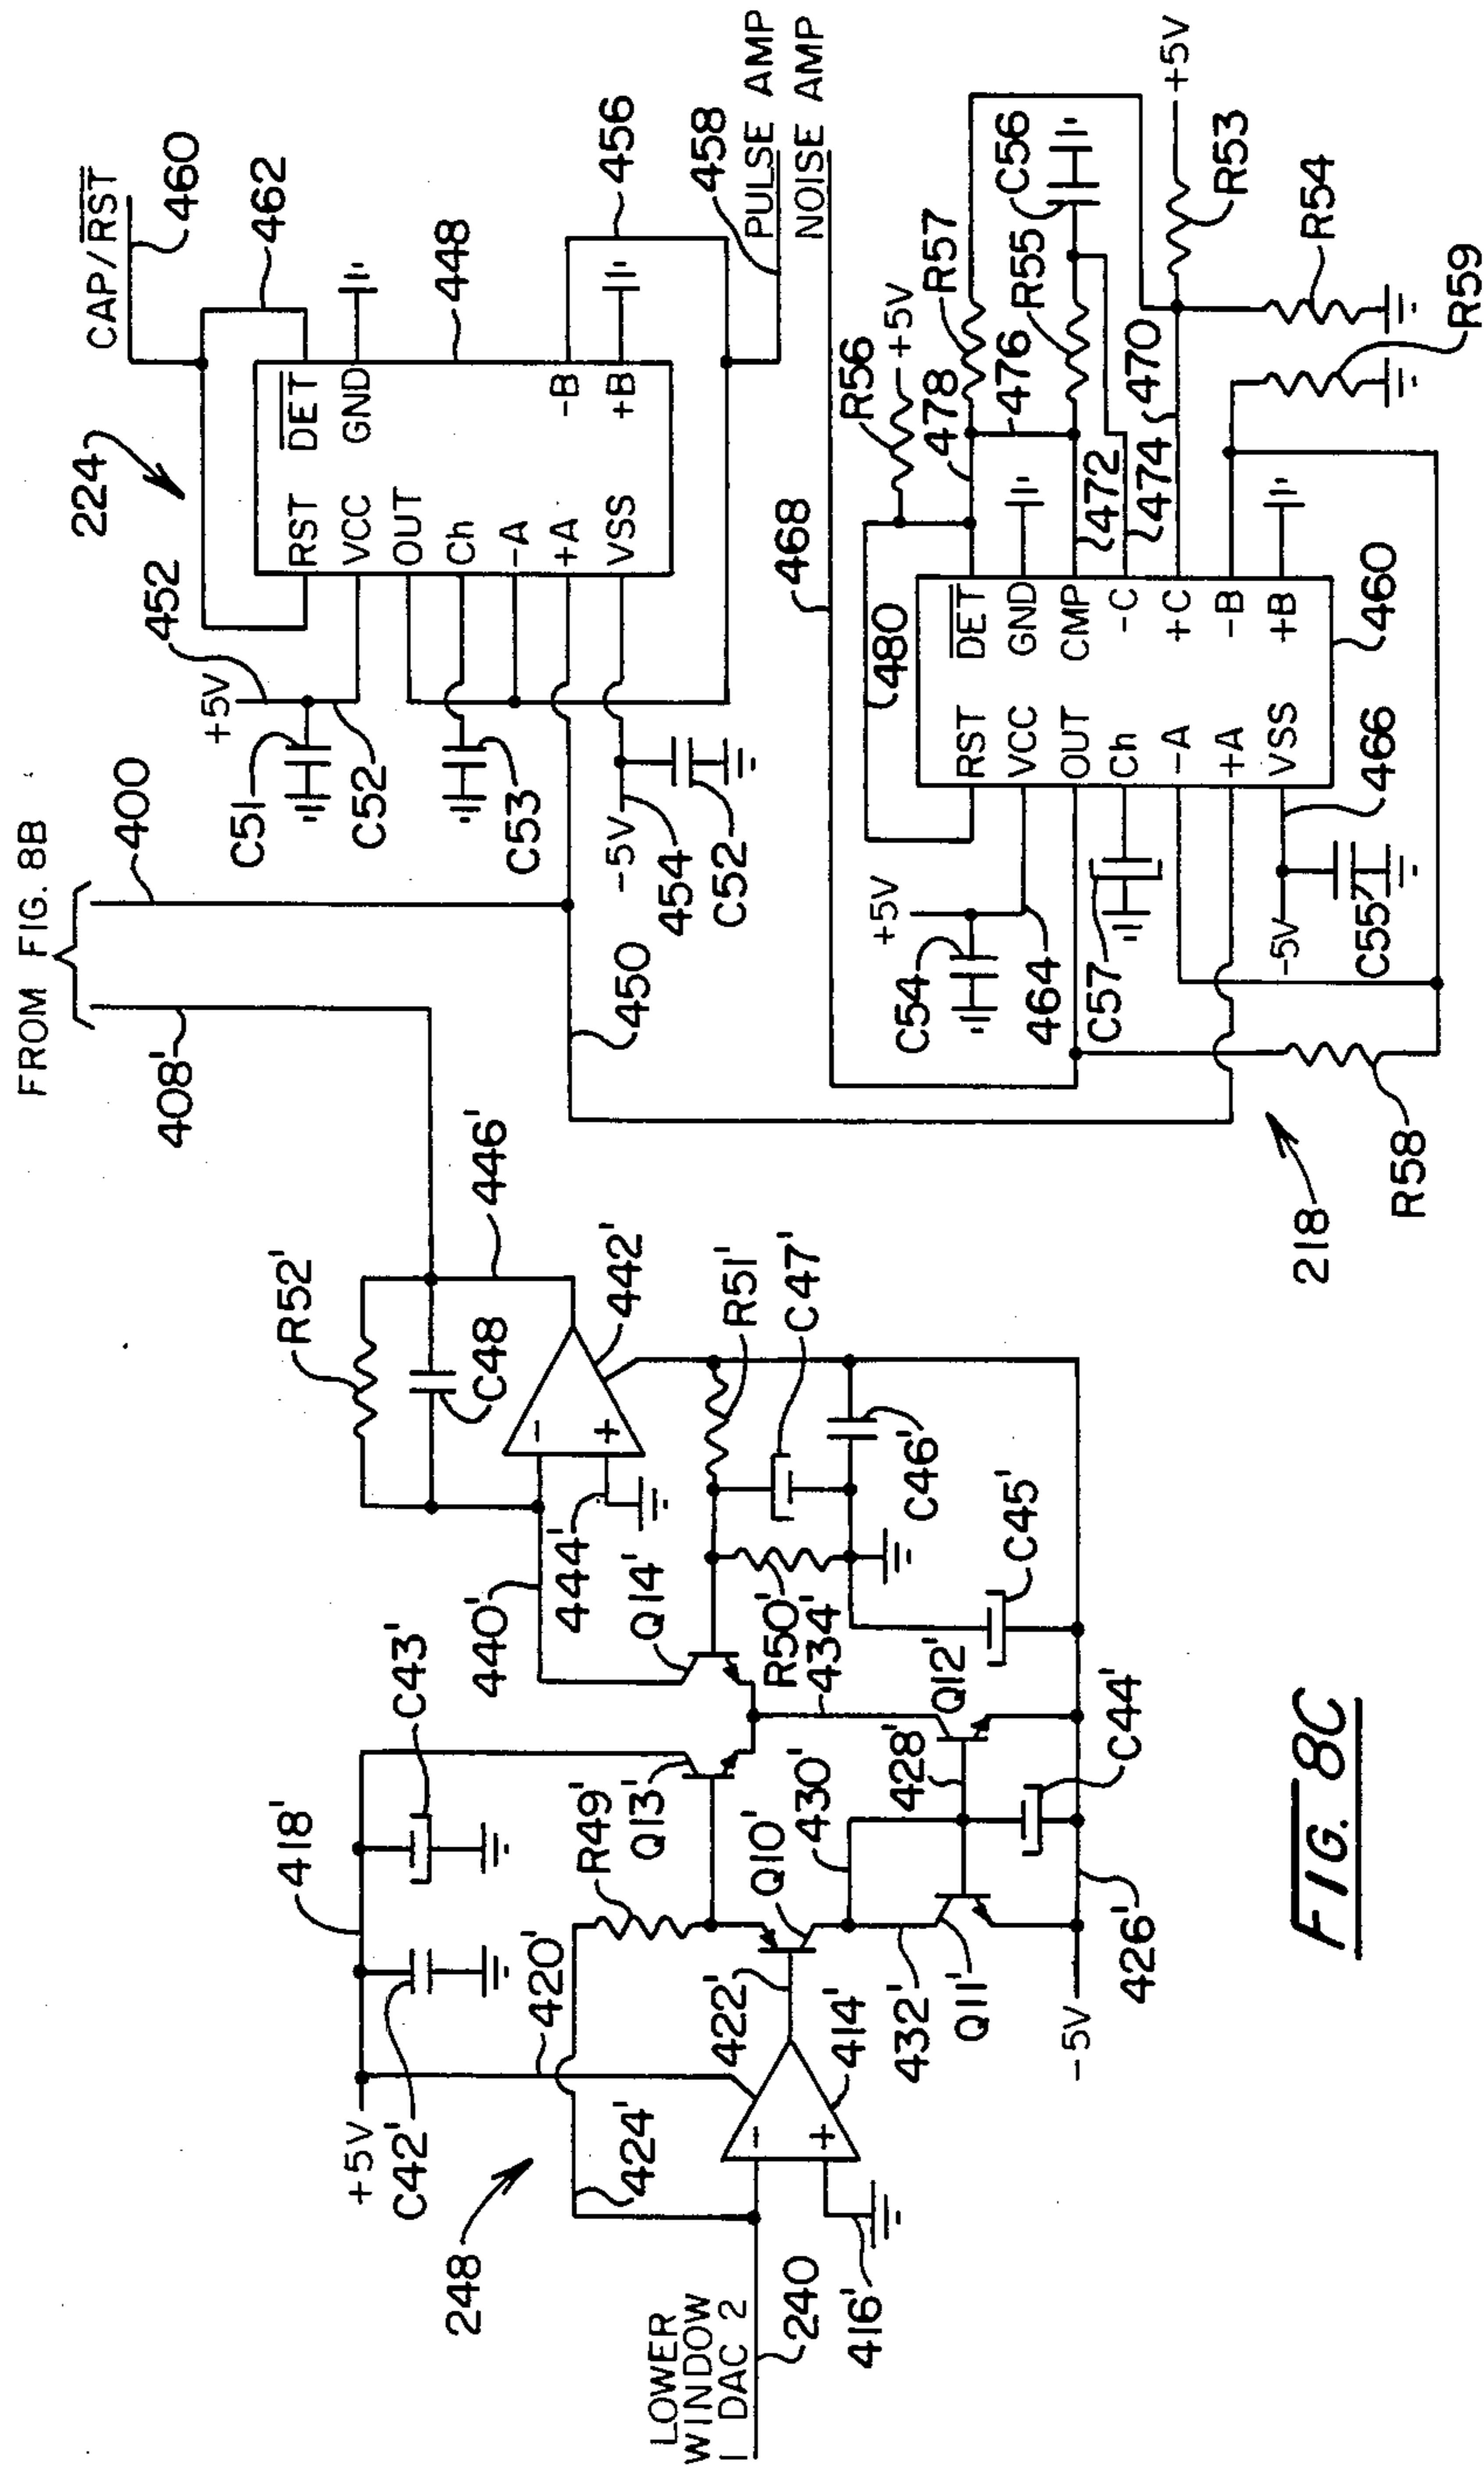 FROM FIG. 8B
408'
400
CAP/RST
460
462
224
452
+5V
C51
C52
C53
-5V
454
C52
450
RST
DET
VCC
GND
OUT
Ch
-A
+A
VSS
-B
+B
448
456
458
PULSE AMP
NOISE AMP
468
480
R56
+5V
478
R57
476
R55
C56
472
474
470
R53
+5V
R54
R59
+5V
C54
464
C57
-5V
C55
466
RST
DET
VCC
GND
OUT
CMP
Ch
-C
-A
+C
+A
-B
VSS
+B
460
R58
218
R52'
C48
446'
442'
-
+
444'
440'
Q14'
R51'
C47'
C46'
R50'
434'
C45'
Q12'
428'
C44'
C43'
418'
+5V
C42'
420'
R49'
Q13'
Q10'
430'
422'
432'
Q11'
-5V
426'
414'
-
+
424'
248
LOWER
WINDOW
I DAC 2
240
416'
FIG. 8C